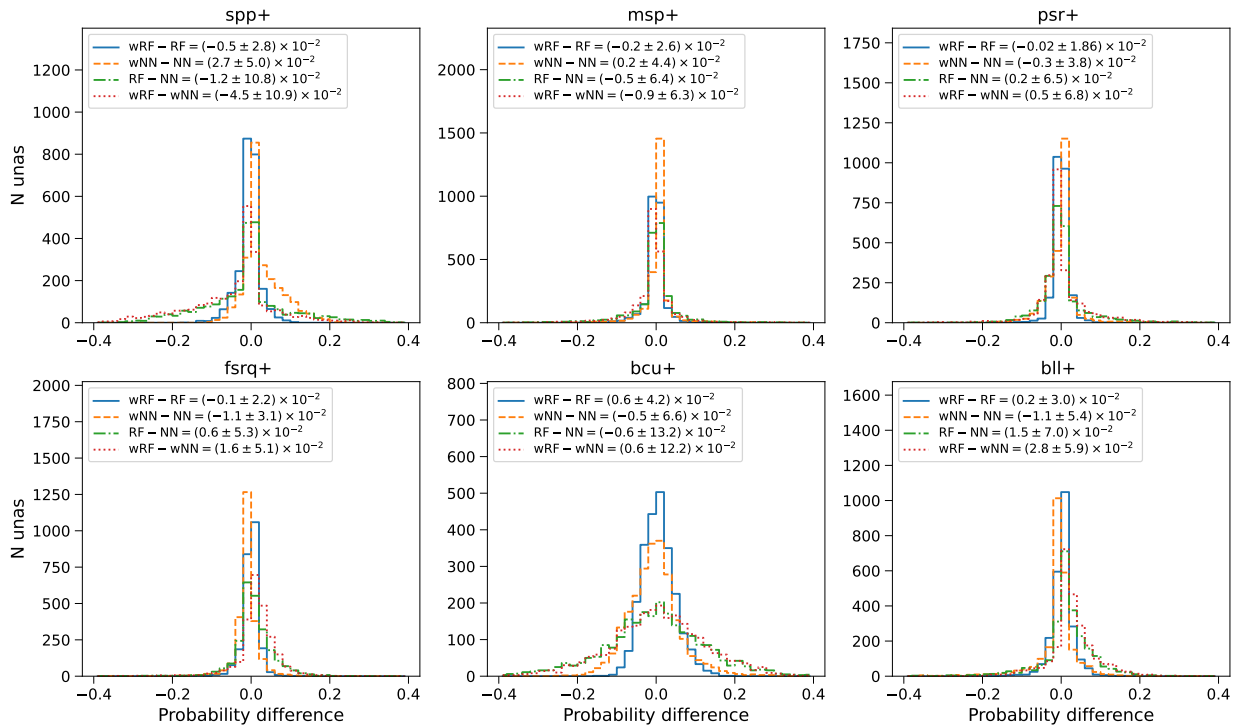 spp+
wRF − RF = (−0.5 ± 2.8) × 10⁻²
wNN − NN = (2.7 ± 5.0) × 10⁻²
RF − NN = (−1.2 ± 10.8) × 10⁻²
wRF − wNN = (−4.5 ± 10.9) × 10⁻²
N unas
1200
1000
800
600
400
200
0
−0.4
−0.2
0.0
0.2
0.4
msp+
wRF − RF = (−0.2 ± 2.6) × 10⁻²
wNN − NN = (0.2 ± 4.4) × 10⁻²
RF − NN = (−0.5 ± 6.4) × 10⁻²
wRF − wNN = (−0.9 ± 6.3) × 10⁻²
2000
1500
1000
500
0
−0.4
−0.2
0.0
0.2
0.4
psr+
wRF − RF = (−0.02 ± 1.86) × 10⁻²
wNN − NN = (−0.3 ± 3.8) × 10⁻²
RF − NN = (0.2 ± 6.5) × 10⁻²
wRF − wNN = (0.5 ± 6.8) × 10⁻²
1750
1500
1250
1000
750
500
250
0
−0.4
−0.2
0.0
0.2
0.4
fsrq+
wRF − RF = (−0.1 ± 2.2) × 10⁻²
wNN − NN = (−1.1 ± 3.1) × 10⁻²
RF − NN = (0.6 ± 5.3) × 10⁻²
wRF − wNN = (1.6 ± 5.1) × 10⁻²
N unas
2000
1750
1500
1250
1000
750
500
250
0
−0.4
−0.2
0.0
0.2
0.4
Probability difference
bcu+
wRF − RF = (0.6 ± 4.2) × 10⁻²
wNN − NN = (−0.5 ± 6.6) × 10⁻²
RF − NN = (−0.6 ± 13.2) × 10⁻²
wRF − wNN = (0.6 ± 12.2) × 10⁻²
800
700
600
500
400
300
200
100
0
−0.4
−0.2
0.0
0.2
0.4
Probability difference
bll+
wRF − RF = (0.2 ± 3.0) × 10⁻²
wNN − NN = (−1.1 ± 5.4) × 10⁻²
RF − NN = (1.5 ± 7.0) × 10⁻²
wRF − wNN = (2.8 ± 5.9) × 10⁻²
1600
1400
1200
1000
800
600
400
200
0
−0.4
−0.2
0.0
0.2
0.4
Probability difference